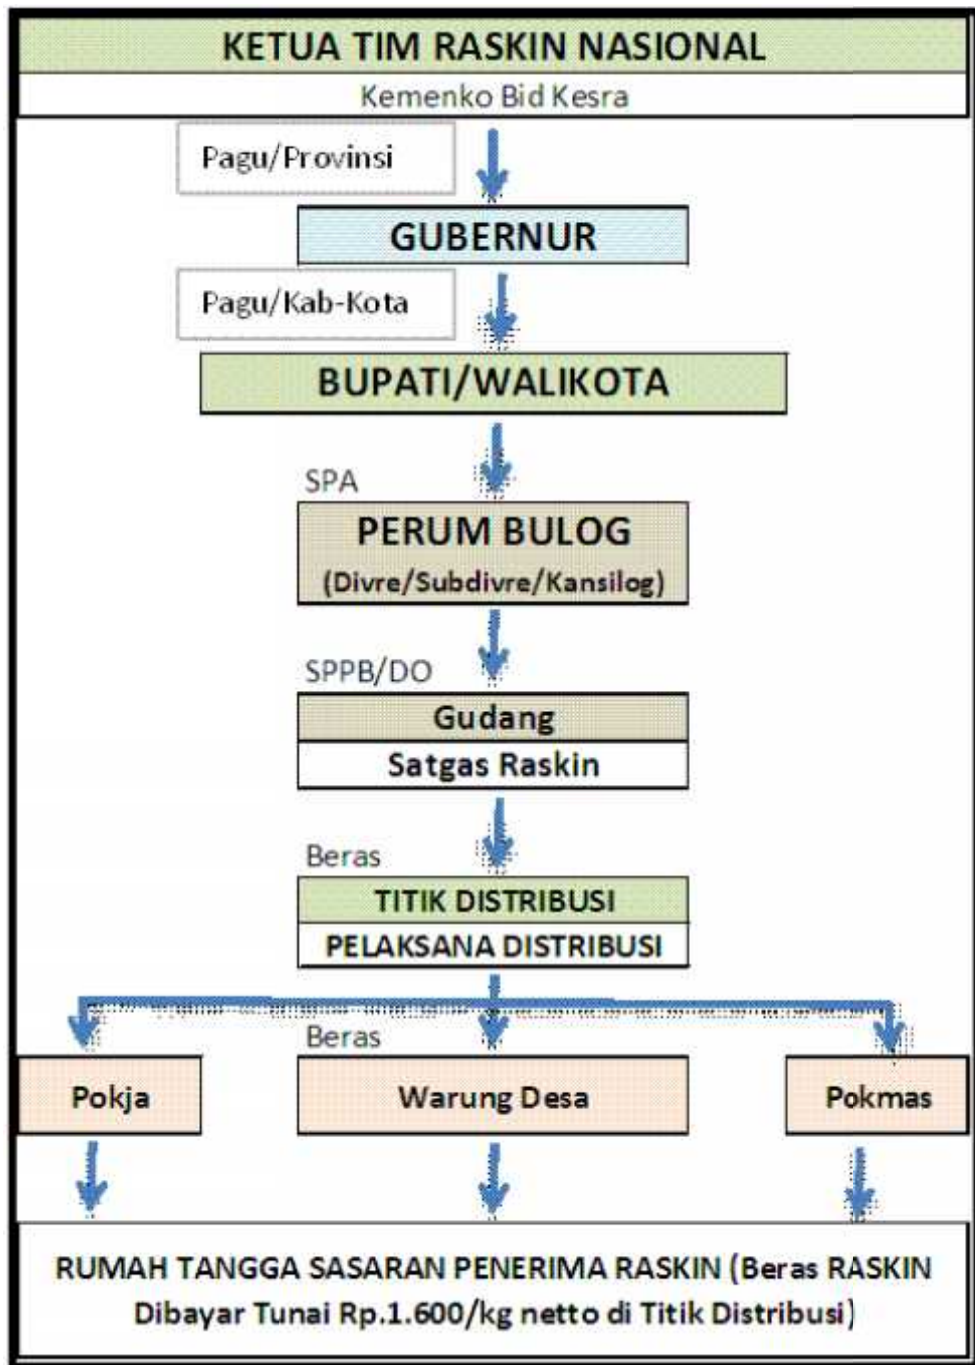 KETUA TIM RASKIN NASIONAL
Kemenko Bid Kesra
Pagu/Provinsi
GUBERNUR
Pagu/Kab-Kota
BUPATI/WALIKOTA
SPA
PERUM BULOG
(Divre/Subdivre/Kansilog)
SPPB/DO
Gudang
Satgas Raskin
Beras
TITIK DISTRIBUSI
PELAKSANA DISTRIBUSI
Beras
Pokja
Warung Desa
Pokmas
RUMAH TANGGA SASARAN PENERIMA RASKIN (Beras RASKIN
Dibayar Tunai Rp.1.600/kg netto di Titik Distribusi)